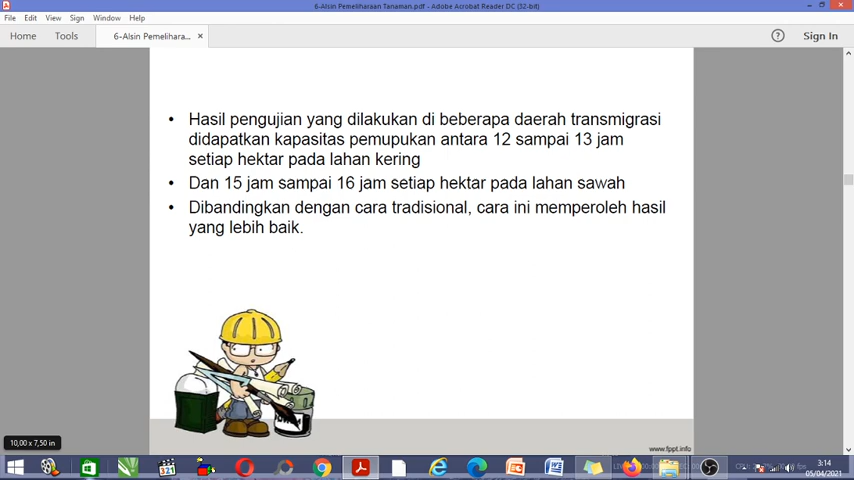 6-Alsin Pemeliharaan Tanaman.pdf - Adobe Acrobat Reader DC (32-bit)
File Edit View Sign Window Help
Home Tools 6-Alsin Pemelihara... × ? Sign In
• Hasil pengujian yang dilakukan di beberapa daerah transmigrasi
didapatkan kapasitas pemupukan antara 12 sampai 13 jam
setiap hektar pada lahan kering
• Dan 15 jam sampai 16 jam setiap hektar pada lahan sawah
• Dibandingkan dengan cara tradisional, cara ini memperoleh hasil
yang lebih baik.
10,00 x 7,50 in
www.fppt.info
321
3:14
05/04/2021